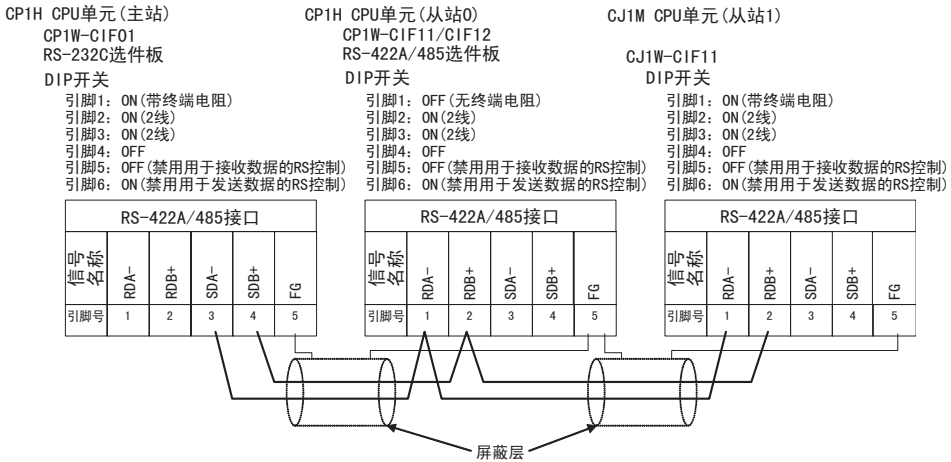 CP1H CPU单元(主站)
CP1W-CIF01
RS-232C选件板
DIP开关
引脚1: ON(带终端电阻)
引脚2: ON(2线)
引脚3: ON(2线)
引脚4: OFF
引脚5: OFF(禁用用于接收数据的RS控制)
引脚6: ON(禁用用于发送数据的RS控制)
RS-422A/485接口
信号名称 RDA- RDB+ SDA- SDB+ FG
引脚号 1 2 3 4 5
CP1H CPU单元(从站0)
CP1W-CIF11/CIF12
RS-422A/485选件板
DIP开关
引脚1: OFF(无终端电阻)
引脚2: ON(2线)
引脚3: ON(2线)
引脚4: OFF
引脚5: OFF(禁用用于接收数据的RS控制)
引脚6: ON(禁用用于发送数据的RS控制)
RS-422A/485接口
信号名称 RDA- RDB+ SDA- SDB+ FG
引脚号 1 2 3 4 5
CJ1M CPU单元(从站1)
CJ1W-CIF11
DIP开关
引脚1: ON(带终端电阻)
引脚2: ON(2线)
引脚3: ON(2线)
引脚4: OFF
引脚5: OFF(禁用用于接收数据的RS控制)
引脚6: ON(禁用用于发送数据的RS控制)
RS-422A/485接口
信号名称 RDA- RDB+ SDA- SDB+ FG
引脚号 1 2 3 4 5
屏蔽层